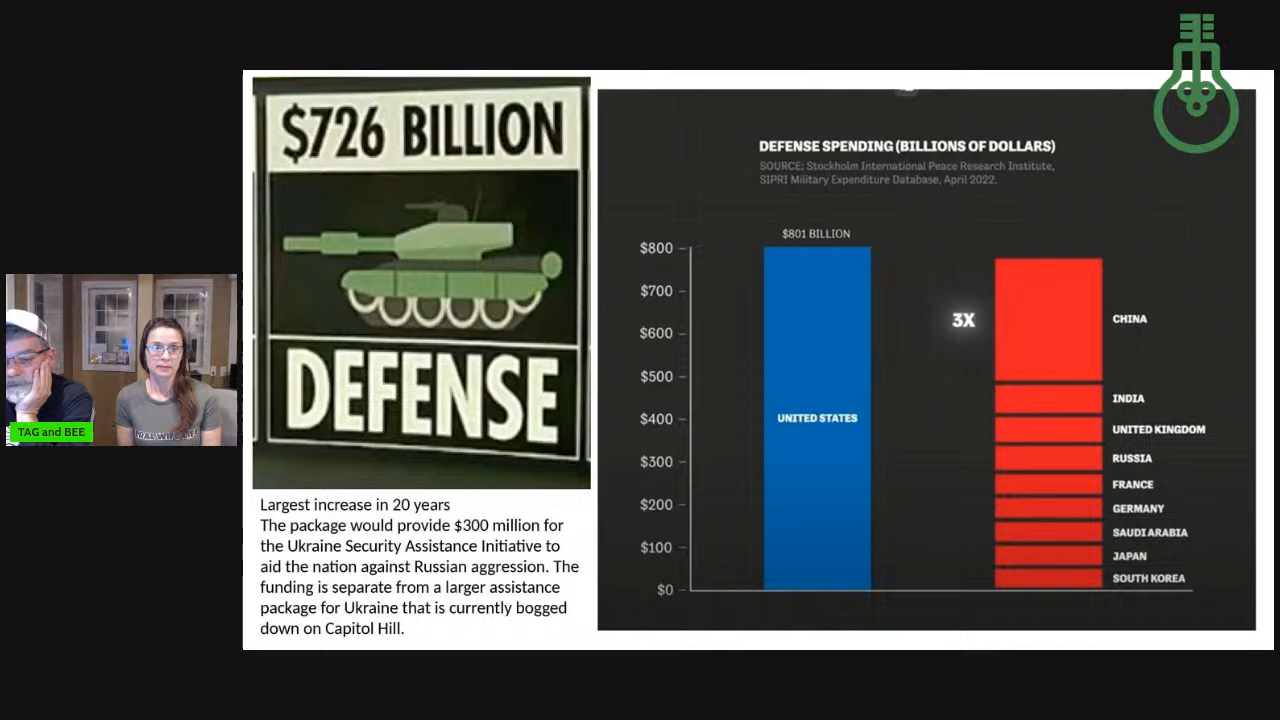 $726 BILLION
DEFENSE
Largest increase in 20 years
The package would provide $300 million for
the Ukraine Security Assistance Initiative to
aid the nation against Russian aggression. The
funding is separate from a larger assistance
package for Ukraine that is currently bogged
down on Capitol Hill.
DEFENSE SPENDING (BILLIONS OF DOLLARS)
SOURCE: Stockholm International Peace Research Institute,
SIPRI Military Expenditure Database, April 2022.
$801 BILLION
$800
$700
$600
$500
$400
$300
$200
$100
$0
UNITED STATES
3X
CHINA
INDIA
UNITED KINGDOM
RUSSIA
FRANCE
GERMANY
SAUDI ARABIA
JAPAN
SOUTH KOREA
TAG and BEE